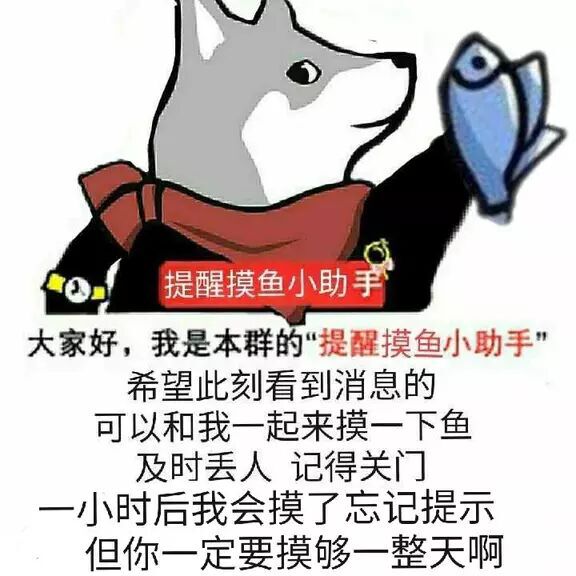 提醒摸鱼小助手
大家好，我是本群的“提醒摸鱼小助手”
希望此刻看到消息的
可以和我一起来摸一下鱼
及时丢人 记得关门
一小时后我会摸了忘记提示
但你一定要摸够一整天啊